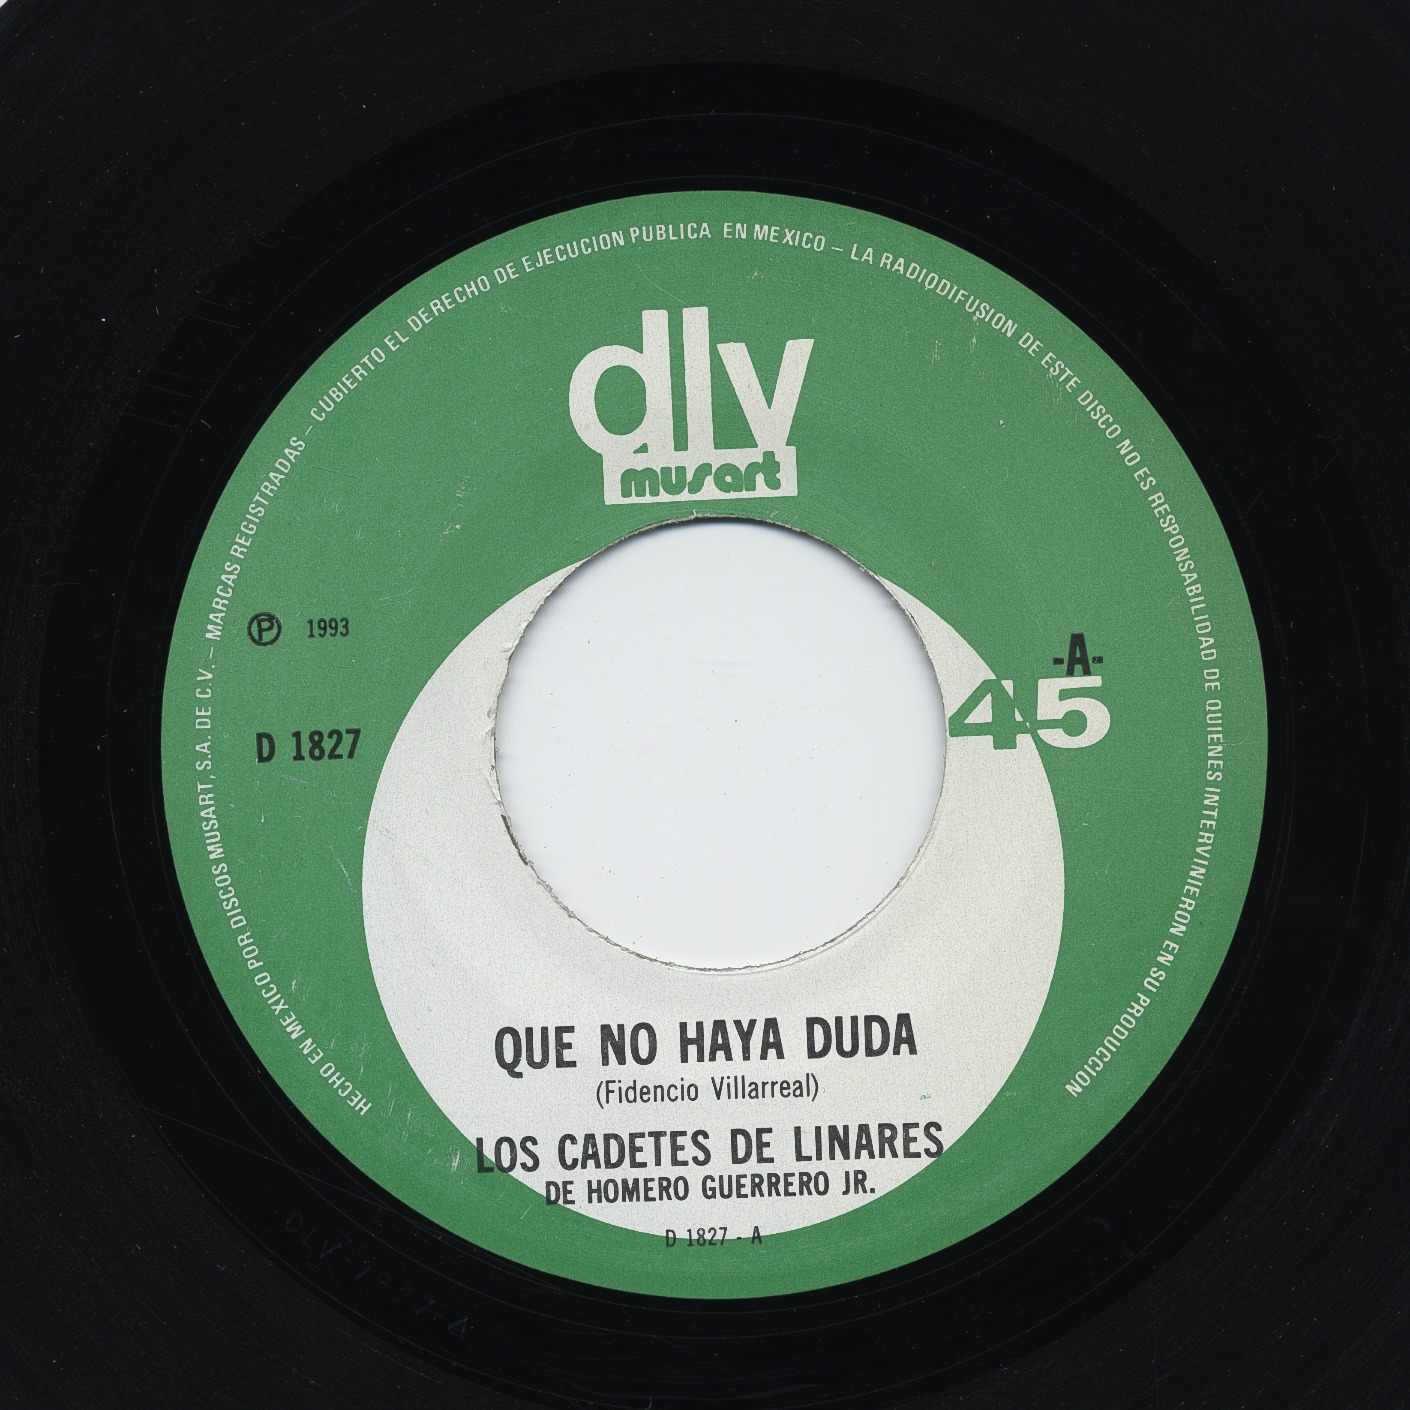 HECHO EN MEXICO POR DISCOS MUSART, S.A. DE C.V. – MARCAS REGISTRADAS – CUBIERTO EL DERECHO DE EJECUCION PUBLICA EN MEXICO – LA RADIODIFUSION DE ESTE DISCO NO ES RESPONSABILIDAD DE QUIENES INTERVINIERON EN SU PRODUCCION
dlv
musart
Ⓟ 1993
-A-
45
D 1827
QUE NO HAYA DUDA
(Fidencio Villarreal)
LOS CADETES DE LINARES
DE HOMERO GUERRERO JR.
D 1827 - A